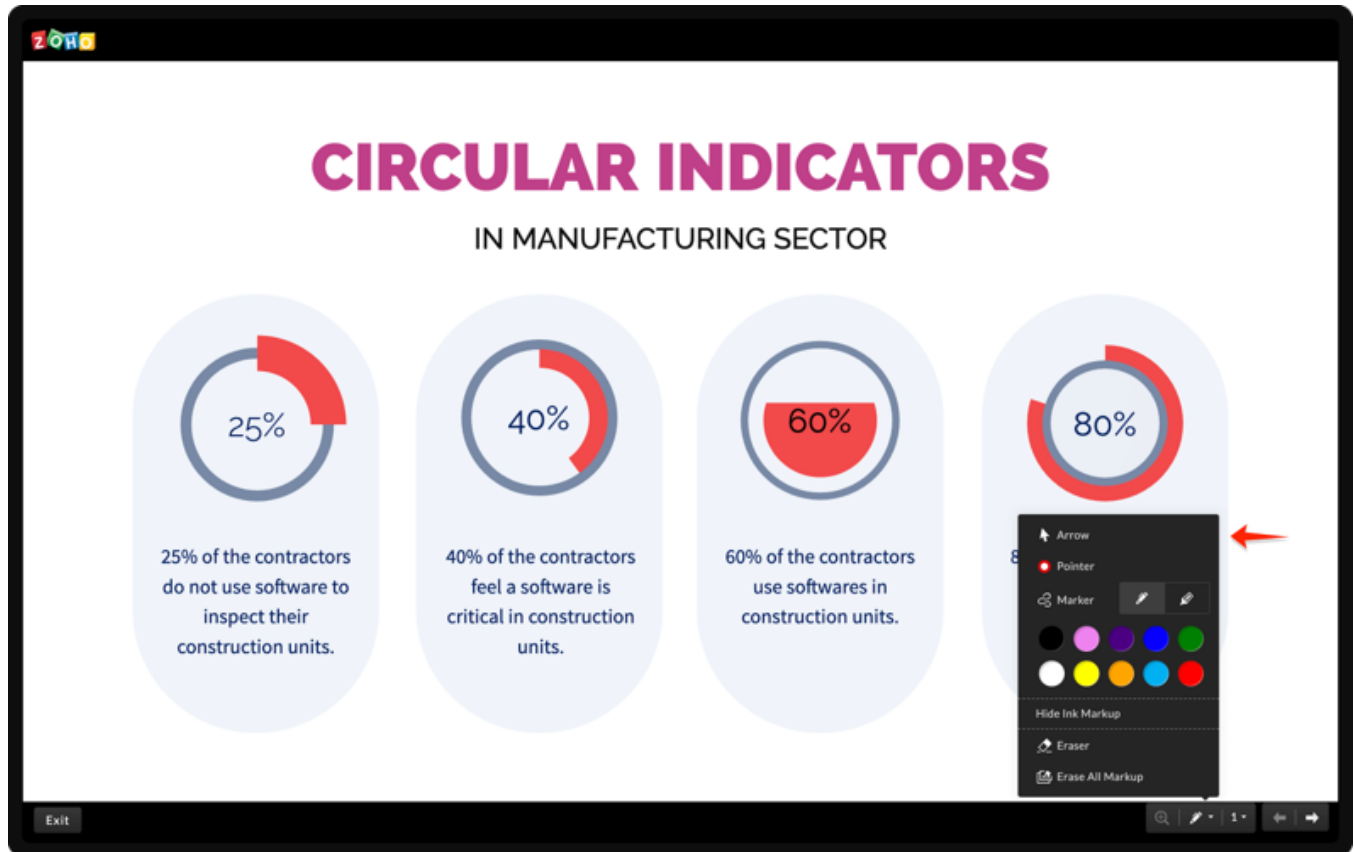 ZOHO
CIRCULAR INDICATORS
IN MANUFACTURING SECTOR
25%
40%
60%
80%
25% of the contractors
do not use software to
inspect their
construction units.
40% of the contractors
feel a software is
critical in construction
units.
60% of the contractors
use softwares in
construction units.
8
Arrow
Pointer
Marker
Hide Ink Markup
Eraser
Erase All Markup
Exit
1